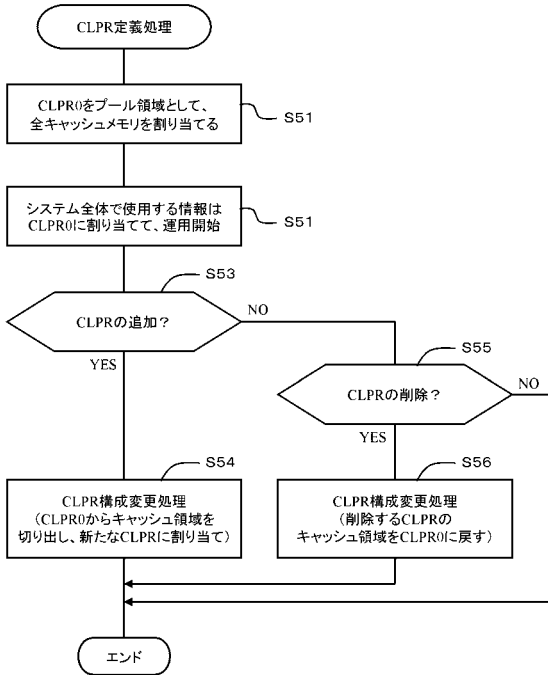 CLPR定義処理
CLPR0をプール領域として、
全キャッシュメモリを割り当てる
S51
システム全体で使用する情報は
CLPR0に割り当てて、運用開始
S51
S53
CLPRの追加？
NO
YES
S55
CLPRの削除？
NO
YES
S54
CLPR構成変更処理
（CLPR0からキャッシュ領域を
切り出し、新たなCLPRに割り当て）
S56
CLPR構成変更処理
（削除するCLPRの
キャッシュ領域をCLPR0に戻す）
エンド